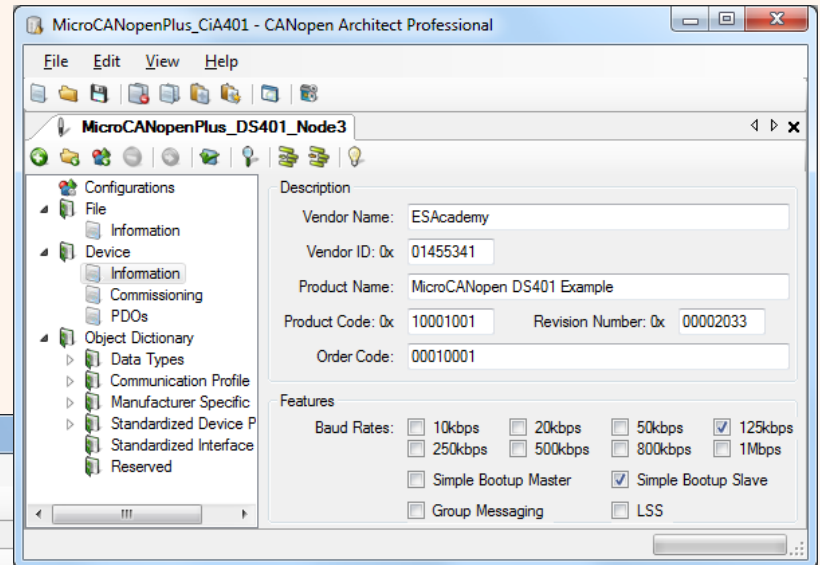 MicroCANopenPlus_CiA401 - CANopen Architect Professional
File Edit View Help
MicroCANopenPlus_DS401_Node3
Configurations
File
Information
Device
Information
Commissioning
PDOs
Object Dictionary
Data Types
Communication Profile
Manufacturer Specific
Standardized Device P
Standardized Interface
Reserved
Description
Vendor Name: ESAcademy
Vendor ID: 0x 01455341
Product Name: MicroCANopen DS401 Example
Product Code: 0x 10001001 Revision Number: 0x 00002033
Order Code: 00010001
Features
Baud Rates: 10kbps 20kbps 50kbps 125kbps
250kbps 500kbps 800kbps 1Mbps
Simple Bootup Master Simple Bootup Slave
Group Messaging LSS